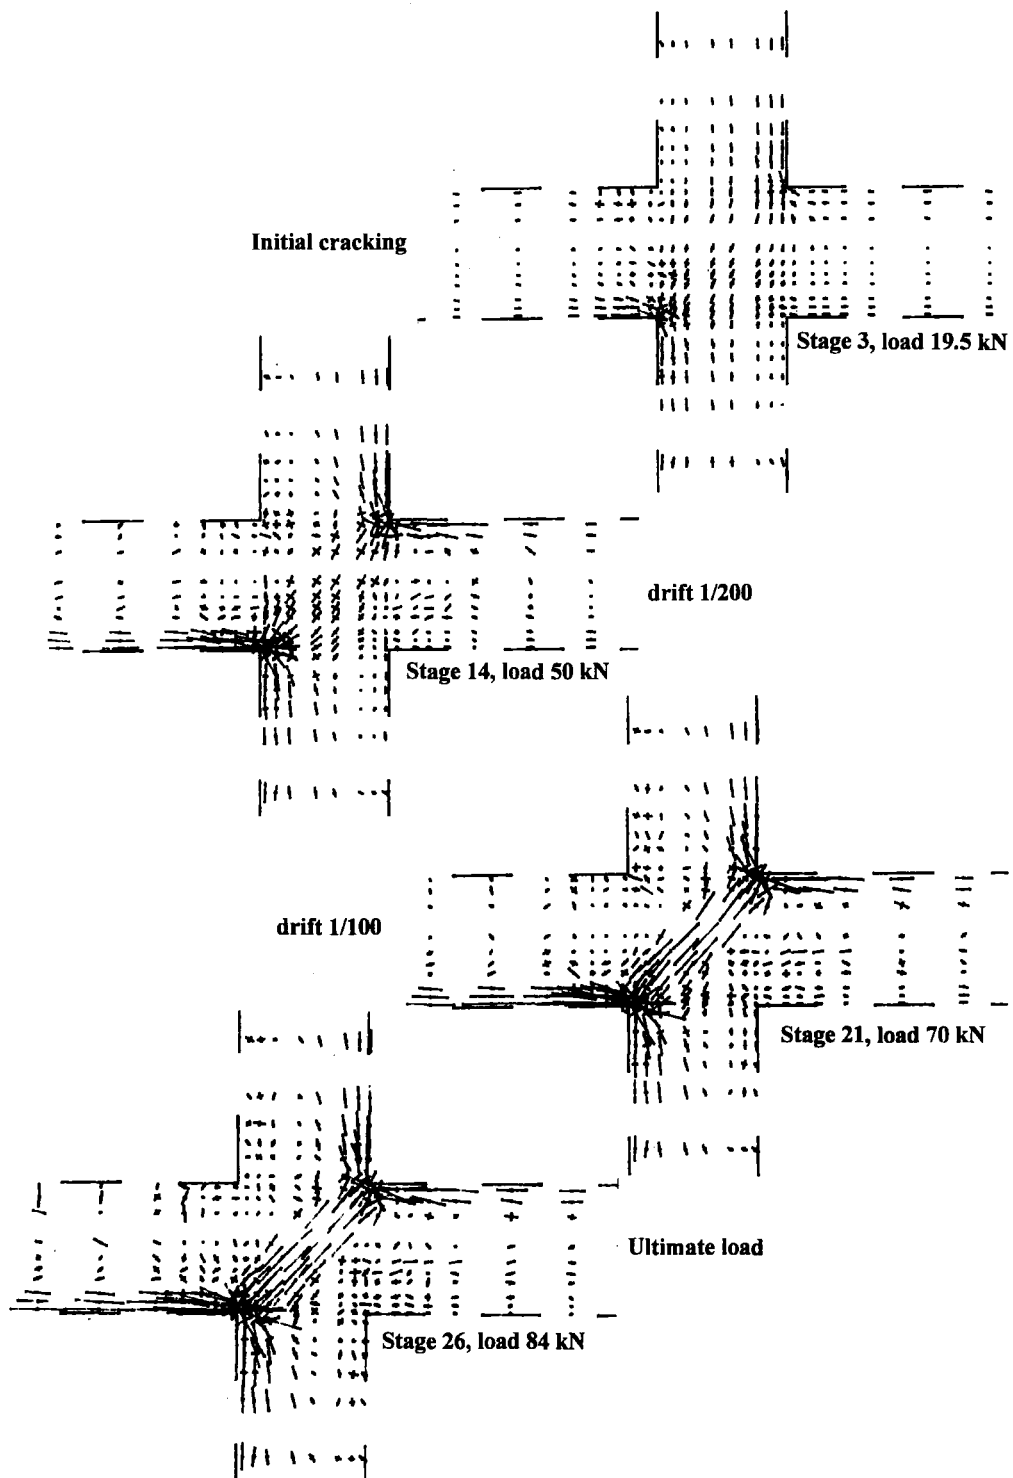 Initial cracking
Stage 3, load 19.5 kN
drift 1/200
Stage 14, load 50 kN
drift 1/100
Stage 21, load 70 kN
Ultimate load
Stage 26, load 84 kN